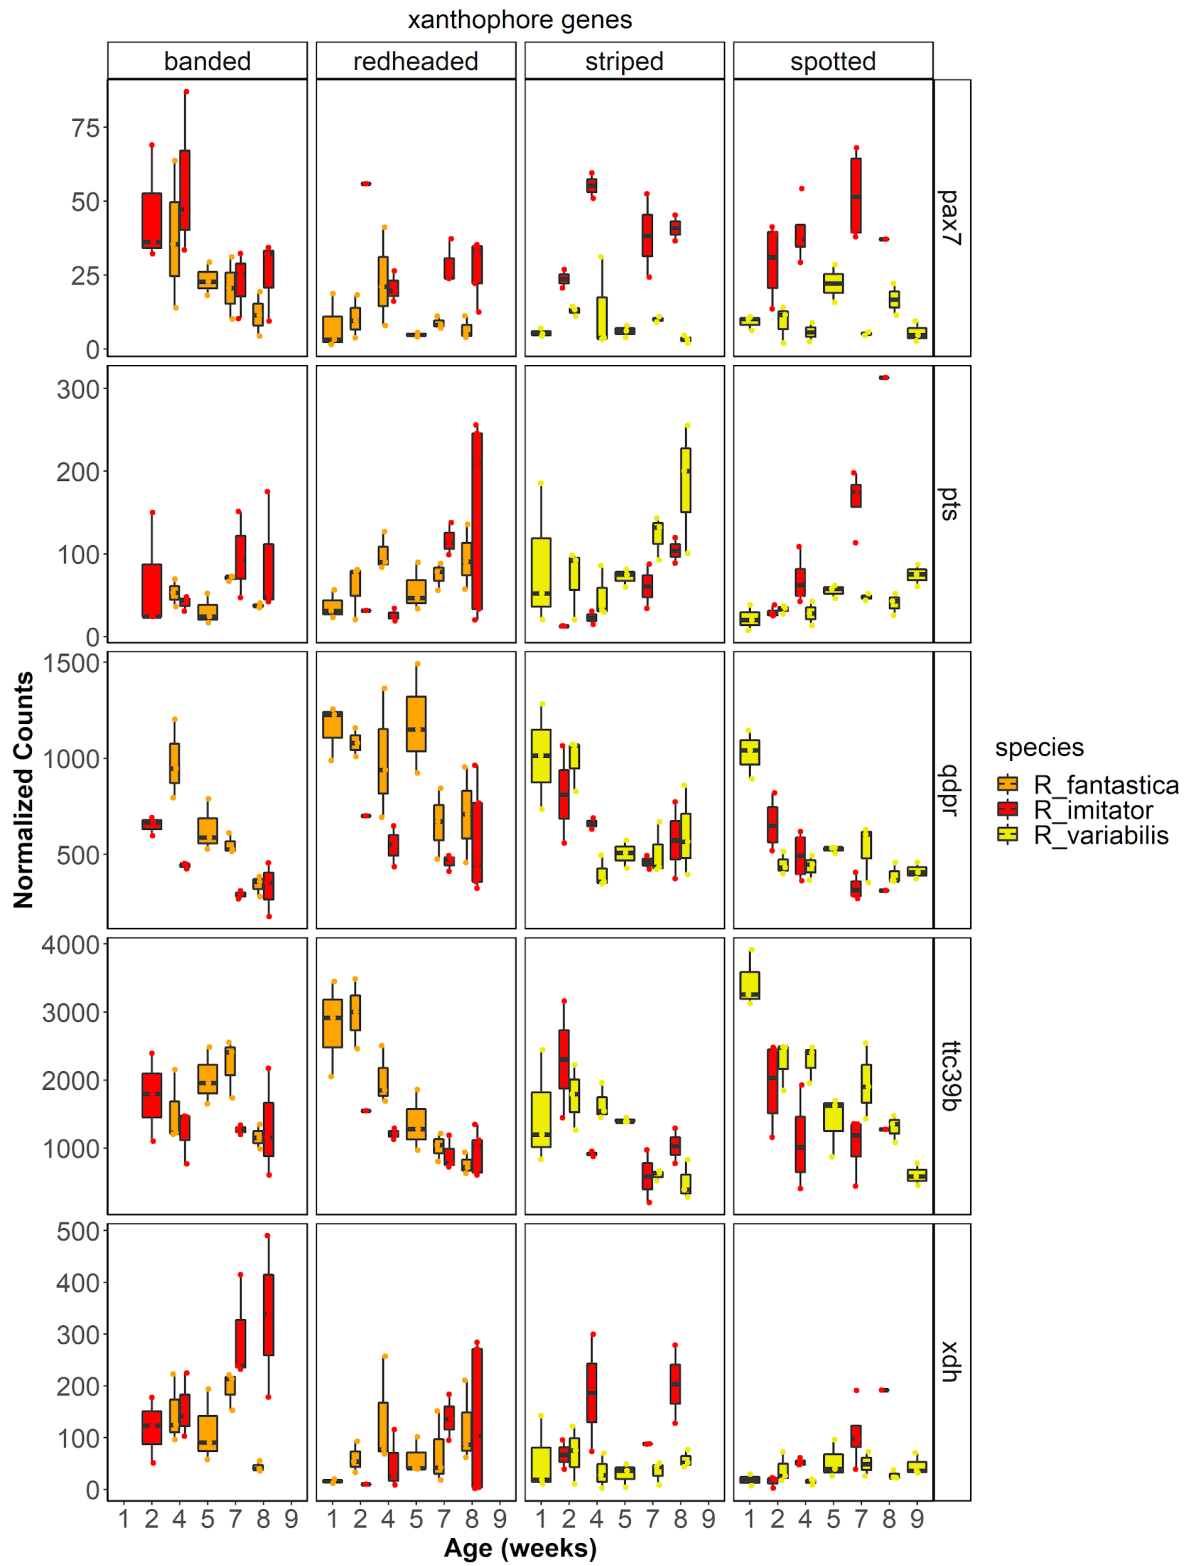 xanthophore genes
banded redheaded striped spotted
75
50
25
0
pax7
300
200
100
0
pts
1500
1000
500
qdpr
4000
3000
2000
1000
ttc39b
500
400
300
200
100
0
xdh
1 2 4 5 7 8 9 1 2 4 5 7 8 9 1 2 4 5 7 8 9 1 2 4 5 7 8 9
Age (weeks)
Normalized Counts
species
R_fantastica
R_imitator
R_variabilis